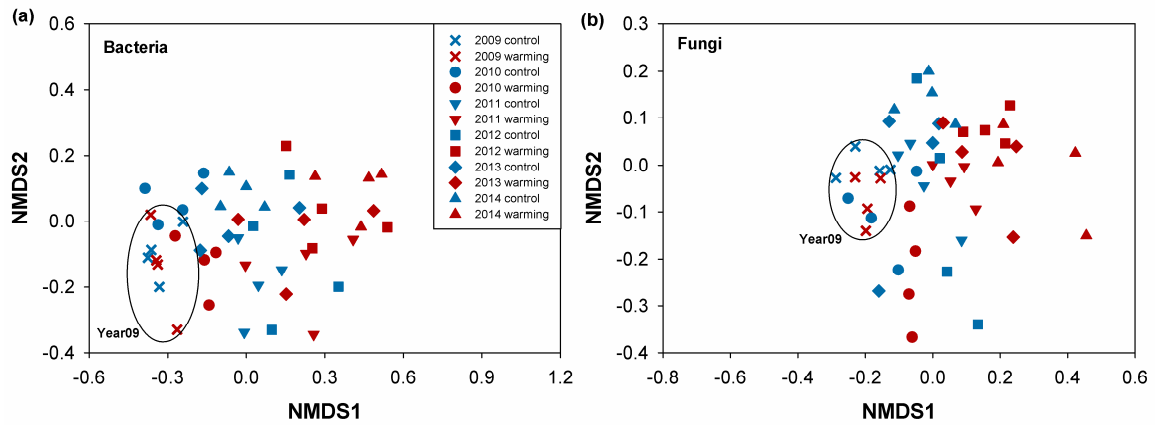 (a)
Bacteria
0.6
0.4
0.2
0.0
-0.2
-0.4
NMDS2
-0.6
-0.3
0.0
0.3
0.6
0.9
1.2
NMDS1
Year09
2009 control
2009 warming
2010 control
2010 warming
2011 control
2011 warming
2012 control
2012 warming
2013 control
2013 warming
2014 control
2014 warming
(b)
Fungi
0.3
0.2
0.1
0.0
-0.1
-0.2
-0.3
-0.4
NMDS2
Year09
-0.8
-0.6
-0.4
-0.2
0.0
0.2
0.4
0.6
NMDS1